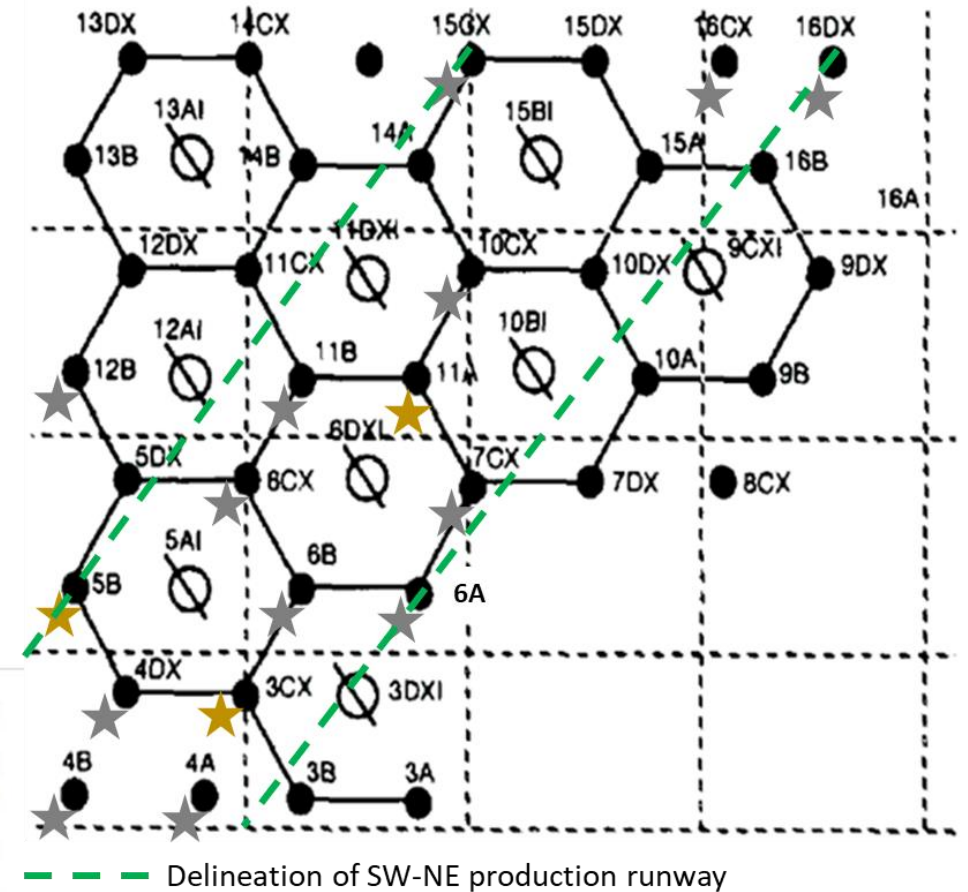 13DX 14CX 15CX 15DX 16CX 16DX
13AI 15BI
13B 14B 14A 15A 16B
16A
12DX 11CX 11DXI 10CX 10DX 9CXI 9DX
12AI 10BI
12B 11B 11A 10A 9B
5DX 6CX 6DXI 7CX 7DX 8CX
5AI 6B
5B 6A
4DX 3CX 3DXI
4B 4A 3B 3A
Delineation of SW-NE production runway